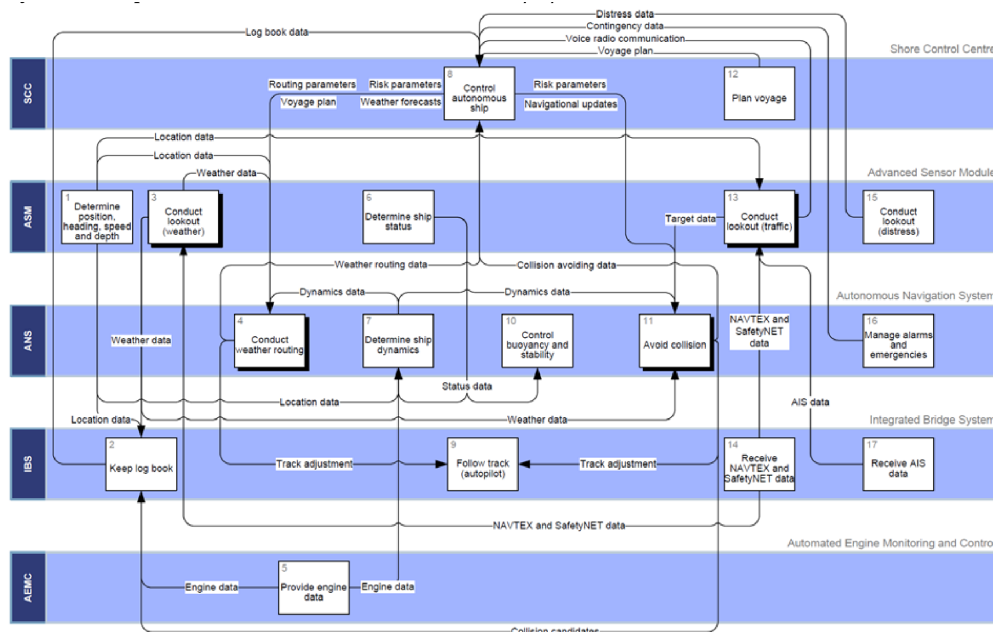 Distress data
Log book data
Contingency data
Voice radio communication
Shore Control Centre
Voyage plan
SCC
Routing parameters
Risk parameters
8
Control
autonomous
ship
Risk parameters
12
Plan voyage
Voyage plan
Weather forecasts
Navigational updates
Location data
Location data
Weather data
Advanced Sensor Module
ASM
1
Determine
position,
heading, speed
and depth
3
Conduct
lookout
(weather)
6
Determine ship
status
Target data
13
Conduct
lookout (traffic)
15
Conduct
lookout
(distress)
Weather routing data
Collision avoiding data
Dynamics data
Dynamics data
Autonomous Navigation System
ANS
Weather data
4
Conduct
weather routing
7
Determine ship
dynamics
10
Control
buoyancy and
stability
11
Avoid collision
NAVTEX and
SafetyNET
data
16
Manage alarms
and
emergencies
Status data
Location data
AIS data
Location data
Weather data
Integrated Bridge System
IBS
2
Keep log book
Track adjustment
9
Follow track
(autopilot)
Track adjustment
14
Receive
NAVTEX and
SafetyNET data
17
Receive AIS
data
NAVTEX and SafetyNET data
Automated Engine Monitoring and Control
AEMC
Engine data
5
Provide engine
data
Engine data
Collision candidates